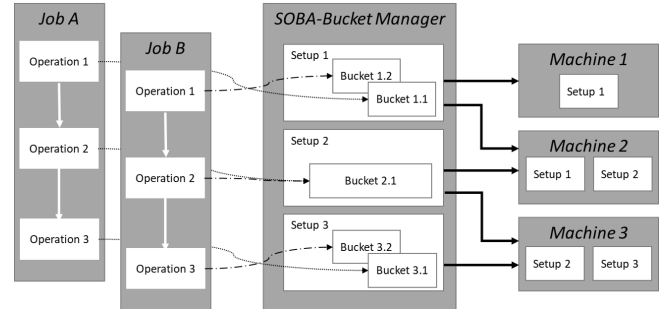 Job A
Operation 1
Operation 2
Operation 3
Job B
Operation 1
Operation 2
Operation 3
SOBA-Bucket Manager
Setup 1
Bucket 1.2
Bucket 1.1
Setup 2
Bucket 2.1
Setup 3
Bucket 3.2
Bucket 3.1
Machine 1
Setup 1
Machine 2
Setup 1 Setup 2
Machine 3
Setup 2 Setup 3